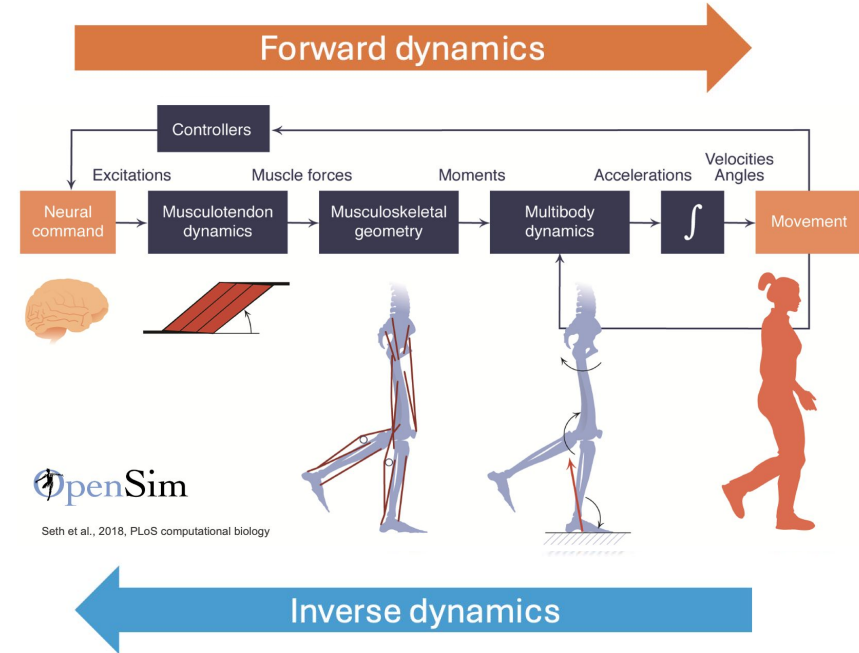 Forward dynamics
Controllers
Excitations
Muscle forces
Moments
Accelerations
Velocities
Angles
Neural
command
Musculotendon
dynamics
Musculoskeletal
geometry
Multibody
dynamics
∫
Movement
OpenSim
Seth et al., 2018, PLoS computational biology
Inverse dynamics